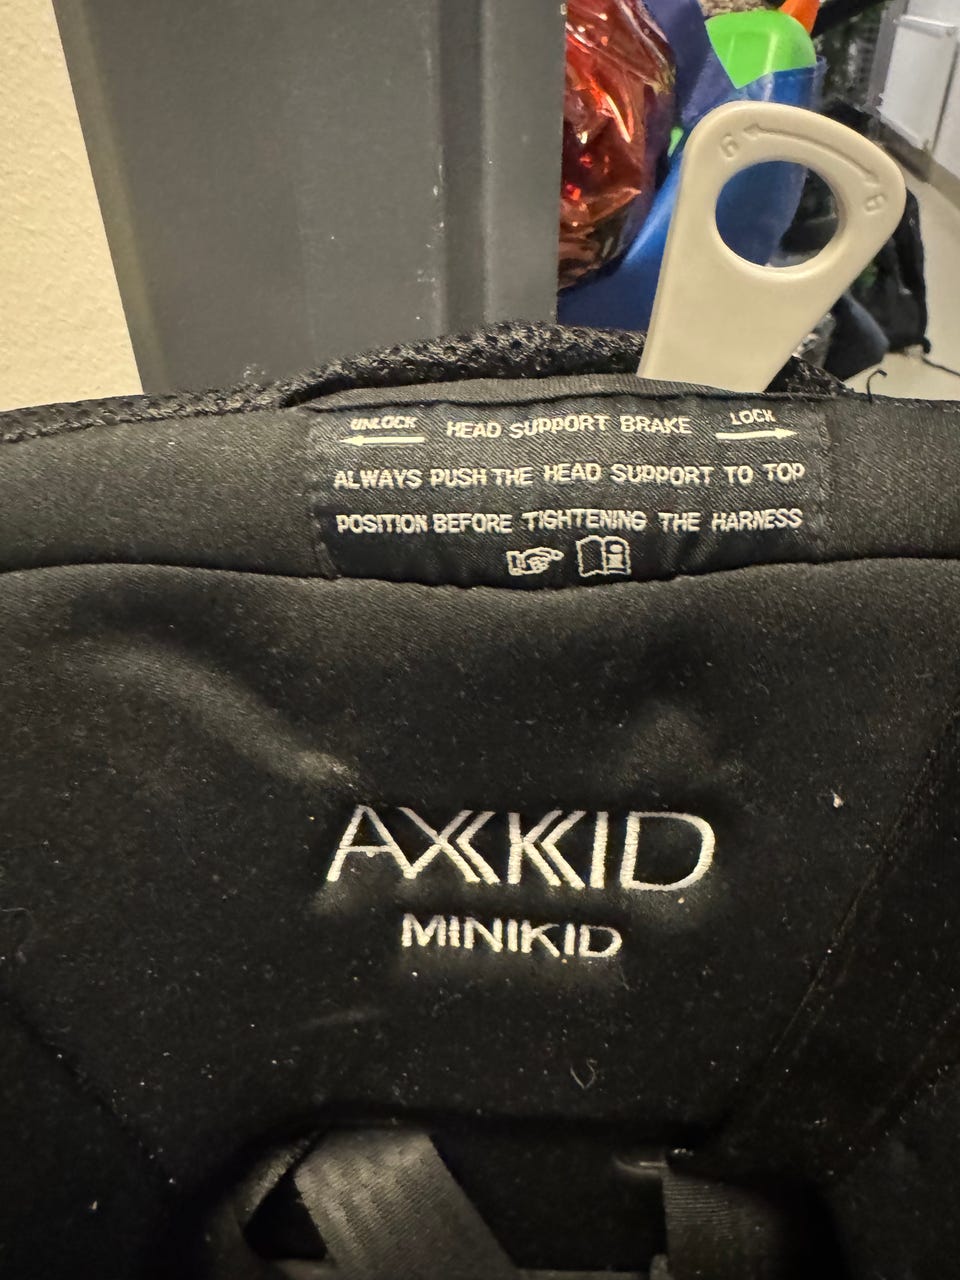 UNLOCK HEAD SUPPORT BRAKE LOCK
ALWAYS PUSH THE HEAD SUPPORT TO TOP
POSITION BEFORE TIGHTENING THE HARNESS
AXKID
MINIKID